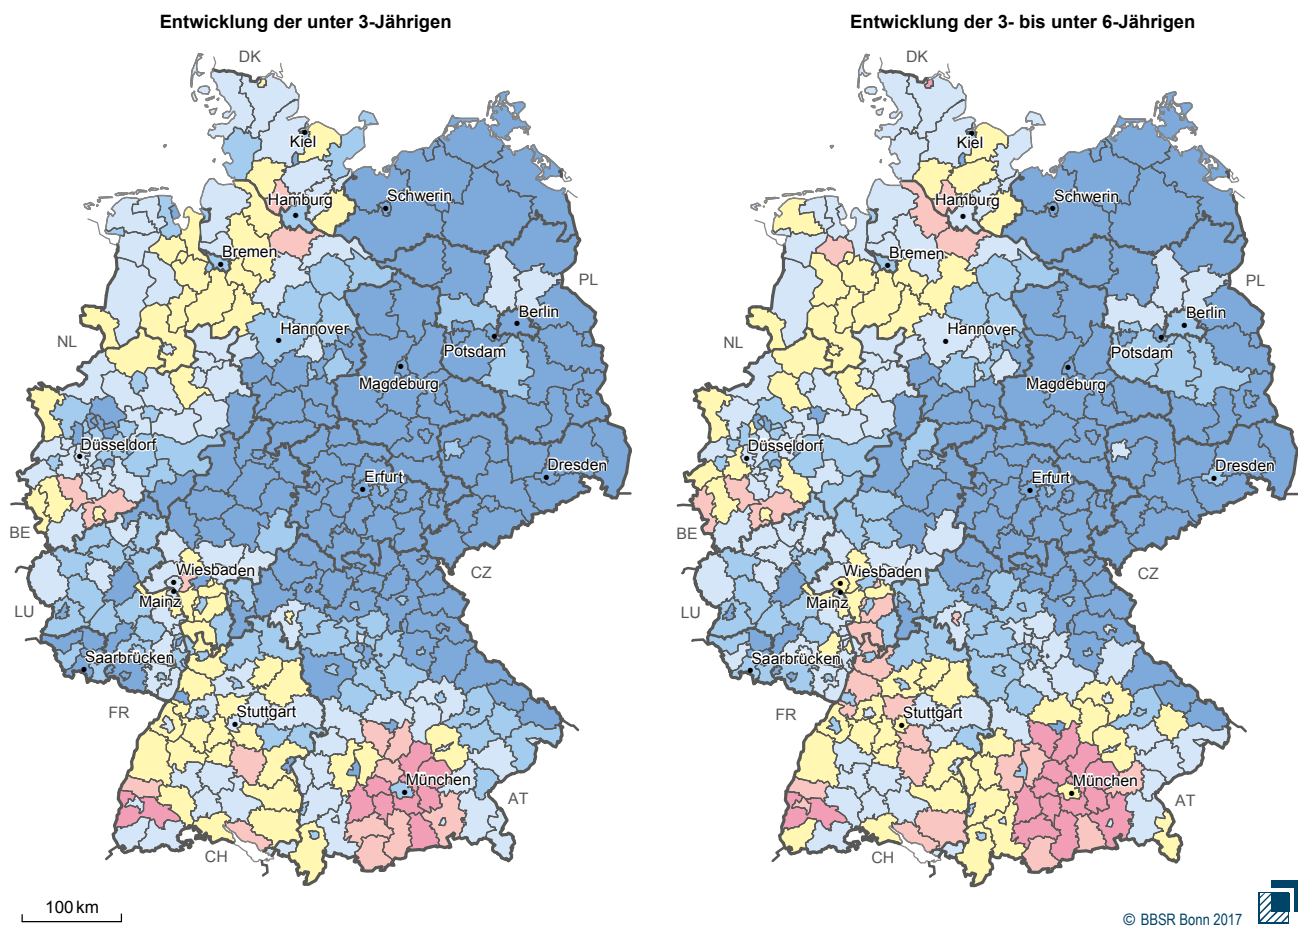 Entwicklung der unter 3-Jährigen
Entwicklung der 3- bis unter 6-Jährigen
DK
Kiel
Hamburg
Schwerin
Bremen
PL
Berlin
Hannover
NL
Potsdam
Magdeburg
Düsseldorf
Dresden
Erfurt
BE
Wiesbaden
CZ
Mainz
LU
Saarbrücken
FR
Stuttgart
München
AT
CH
100 km
DK
Kiel
Hamburg
Schwerin
Bremen
PL
Berlin
Hannover
NL
Potsdam
Magdeburg
Düsseldorf
Dresden
Erfurt
BE
Wiesbaden
CZ
Mainz
LU
Saarbrücken
FR
Stuttgart
München
AT
CH
© BBSR Bonn 2017